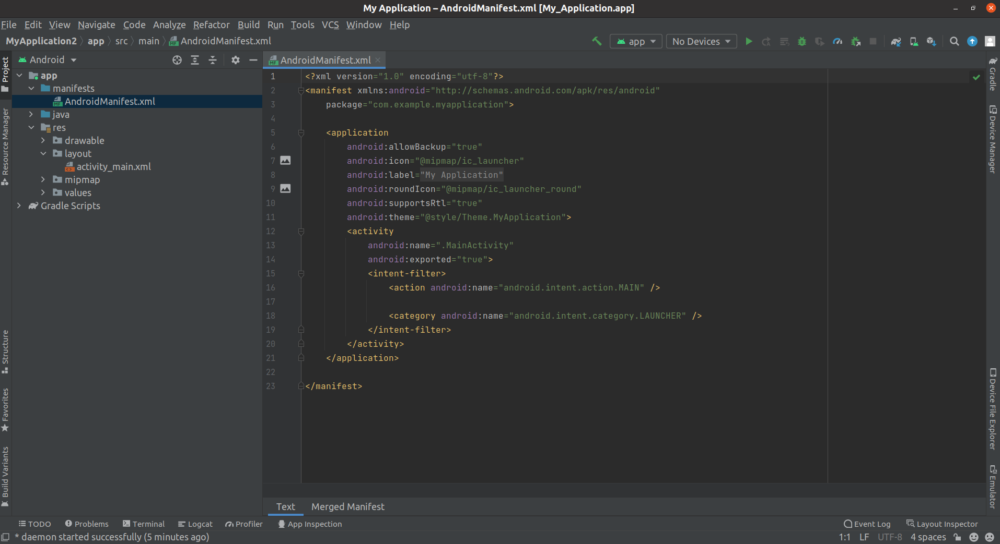 My Application – AndroidManifest.xml [My_Application.app]
File Edit View Navigate Code Analyze Refactor Build Run Tools VCS Window Help
MyApplication2 app src main AndroidManifest.xml app No Devices
Project
Resource Manager
Structure
Favorites
Build Variants
Android
app
manifests
AndroidManifest.xml
java
res
drawable
layout
activity_main.xml
mipmap
values
Gradle Scripts
AndroidManifest.xml
1 <?xml version="1.0" encoding="utf-8"?>
2 <manifest xmlns:android="http://schemas.android.com/apk/res/android"
3     package="com.example.myapplication">
4
5     <application
6         android:allowBackup="true"
7         android:icon="@mipmap/ic_launcher"
8         android:label="My Application"
9         android:roundIcon="@mipmap/ic_launcher_round"
10         android:supportsRtl="true"
11         android:theme="@style/Theme.MyApplication">
12         <activity
13             android:name=".MainActivity"
14             android:exported="true">
15             <intent-filter>
16                 <action android:name="android.intent.action.MAIN" />
17
18                 <category android:name="android.intent.category.LAUNCHER" />
19             </intent-filter>
20         </activity>
21     </application>
22
23 </manifest>
Gradle
Device Manager
Device File Explorer
Emulator
Text Merged Manifest
TODO Problems Terminal Logcat Profiler App Inspection Event Log Layout Inspector
* daemon started successfully (5 minutes ago) 1:1 LF UTF-8 4 spaces